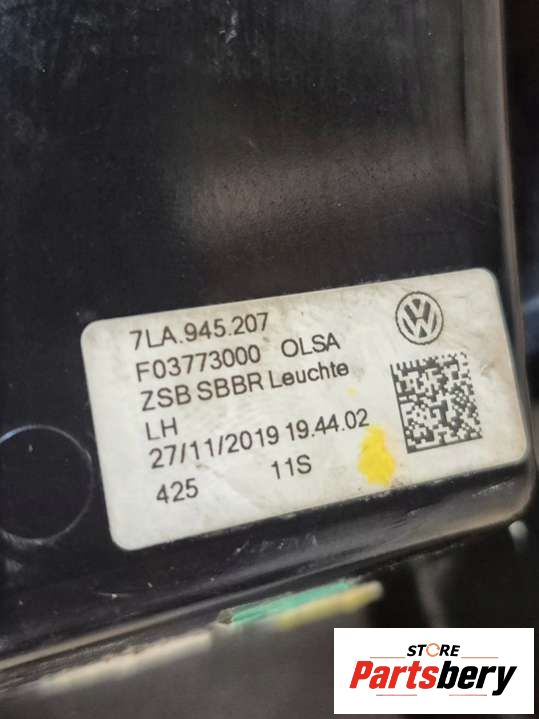 7LA.945.207
F03773000 OLSA
ZSB SBBR Leuchte
LH
27/11/2019 19.44.02
425 11S
STORE
Partsbery